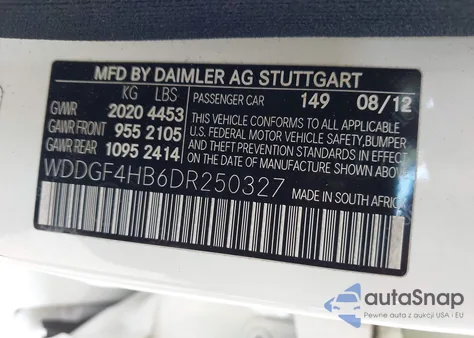 MFD BY DAIMLER AG STUTTGART
KG LBS
GVWR 2020 4453
GAWR FRONT 955 2105
GAWR REAR 1095 2414
PASSENGER CAR 149 08/12
THIS VEHICLE CONFORMS TO ALL APPLICABLE
U.S. FEDERAL MOTOR VEHICLE SAFETY, BUMPER
AND THEFT PREVENTION STANDARDS IN EFFECT ON
THE DATE OF MANUFACTURE SHOWN ABOVE.
WDDGF4HB6DR250327
MADE IN SOUTH AFRICA
autoSnap
Pewne auta z aukcji USA i EU